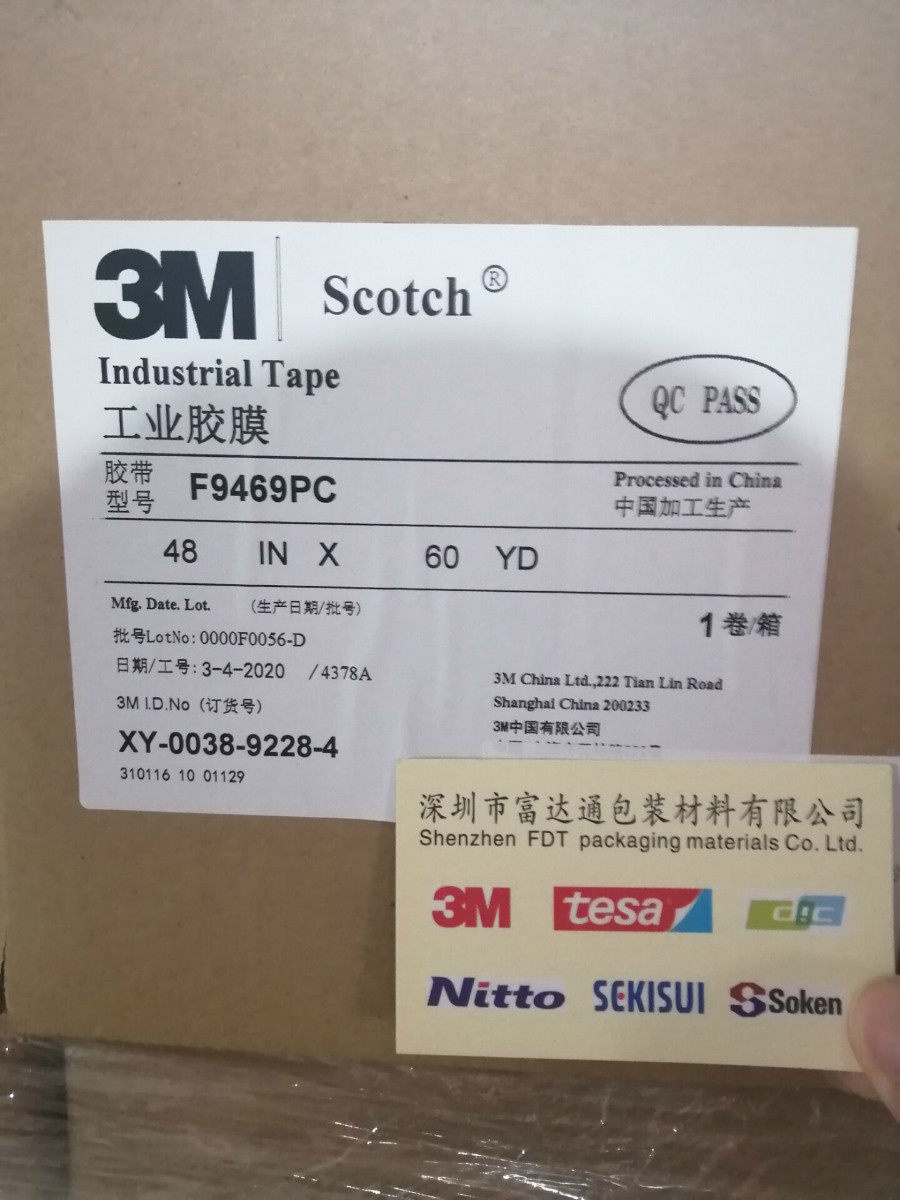 3M
Scotch®
Industrial Tape
工业胶膜
QC PASS
胶带
型号
F9469PC
Processed in China
中国加工生产
48 IN X 60 YD
Mfg. Date. Lot. (生产日期/批号)
1 卷/箱
批号LotNo: 0000F0056-D
日期/工号: 3-4-2020 /4378A
3M I.D.No (订货号)
XY-0038-9228-4
310116 10 01129
3M China Ltd.,222 Tian Lin Road
Shanghai China 200233
3M中国有限公司
深圳市富达通包装材料有限公司
Shenzhen FDT packaging materials Co. Ltd.
3M tesa dic
Nitto SEKISUI Soken